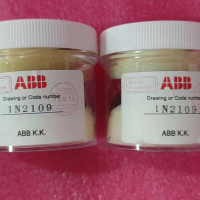 ABB
Drawing or Code number
1N2109
ABB K.K.
ABB
Drawing or Code number
1N2109
ABB K.K.